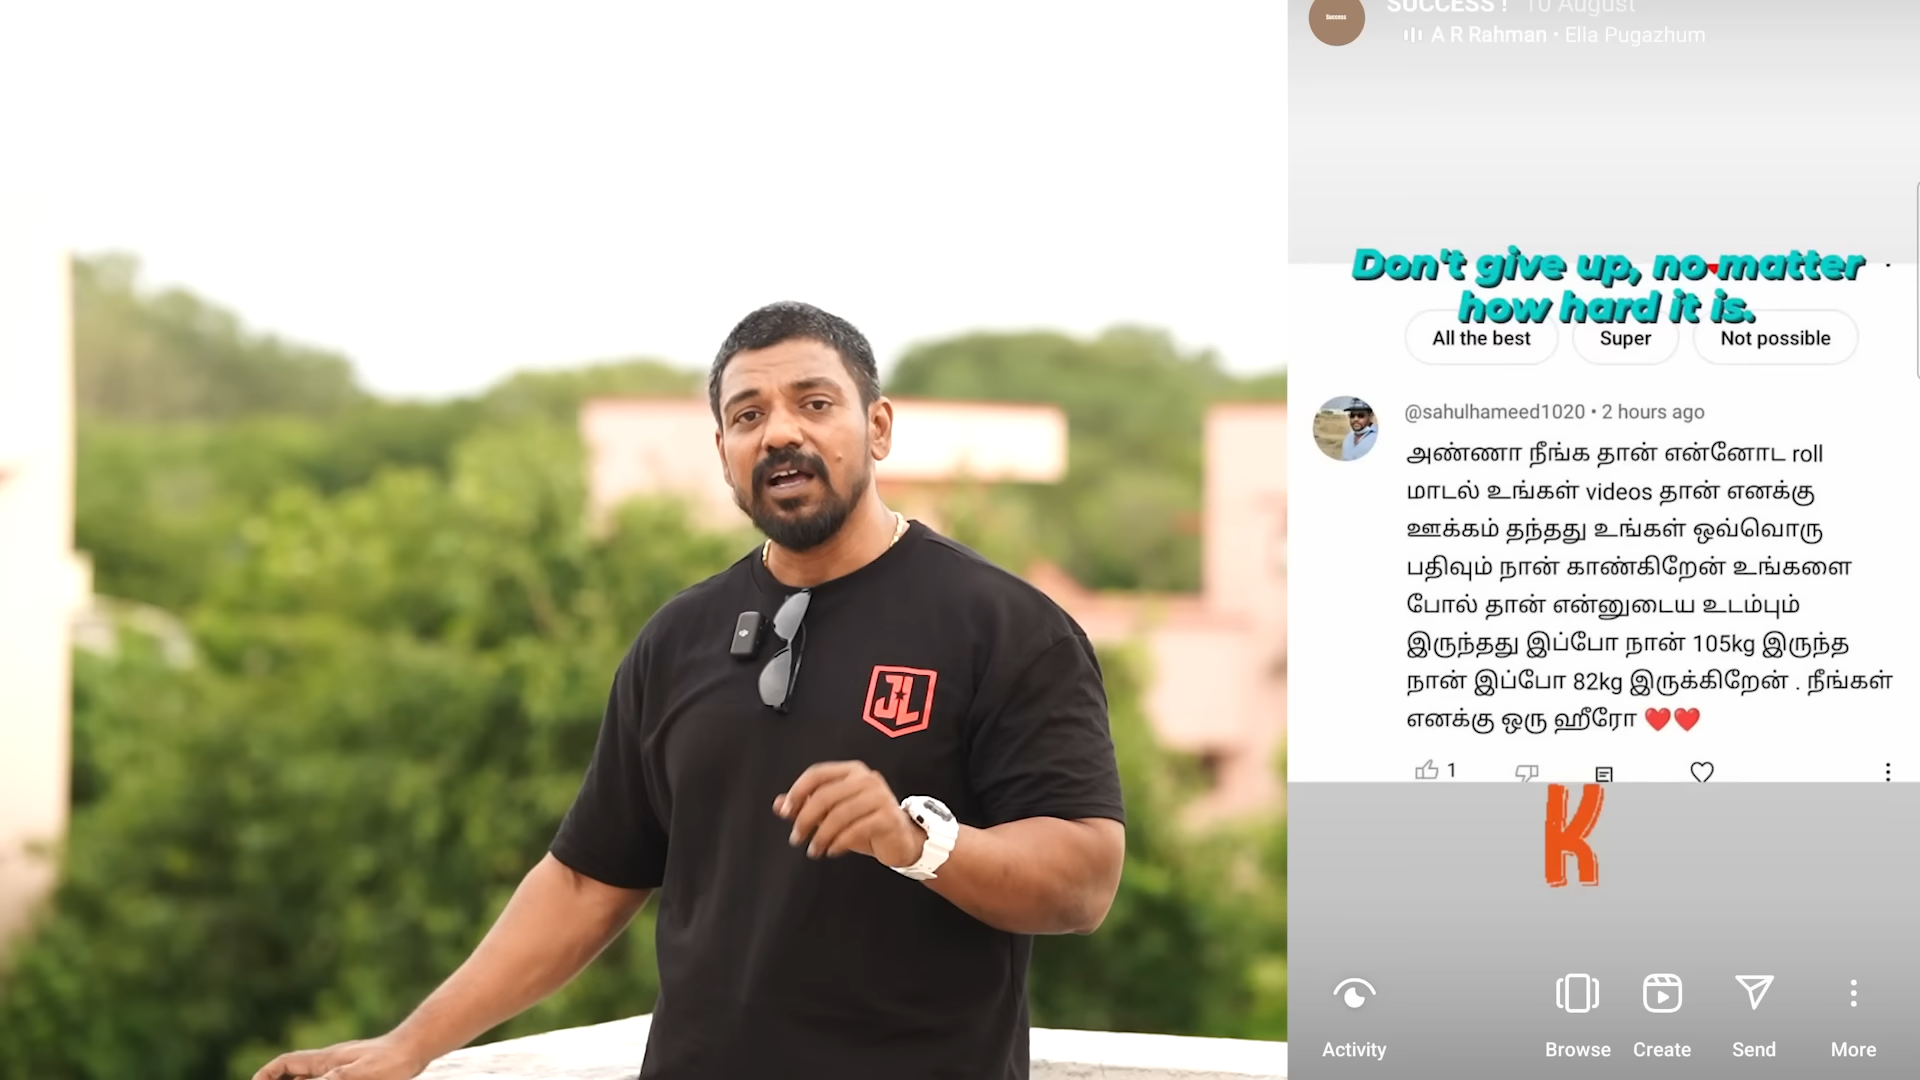 SUCCESS ! 10 August
Success
A R Rahman • Ella Pugazhum
Don't give up, no matter
how hard it is.
All the best
Super
Not possible
@sahulhameed1020 • 2 hours ago
அண்ணா நீங்க தான் என்னோட roll
மாடல் உங்கள் videos தான் எனக்கு
ஊக்கம் தந்தது உங்கள் ஒவ்வொரு
பதிவும் நான் காண்கிறேன் உங்களை
போல் தான் என்னுடைய உடம்பும்
இருந்தது இப்போ நான் 105kg இருந்த
நான் இப்போ 82kg இருக்கிறேன் . நீங்கள்
எனக்கு ஒரு ஹீரோ ❤️❤️
1
K
JL
Activity
Browse
Create
Send
More